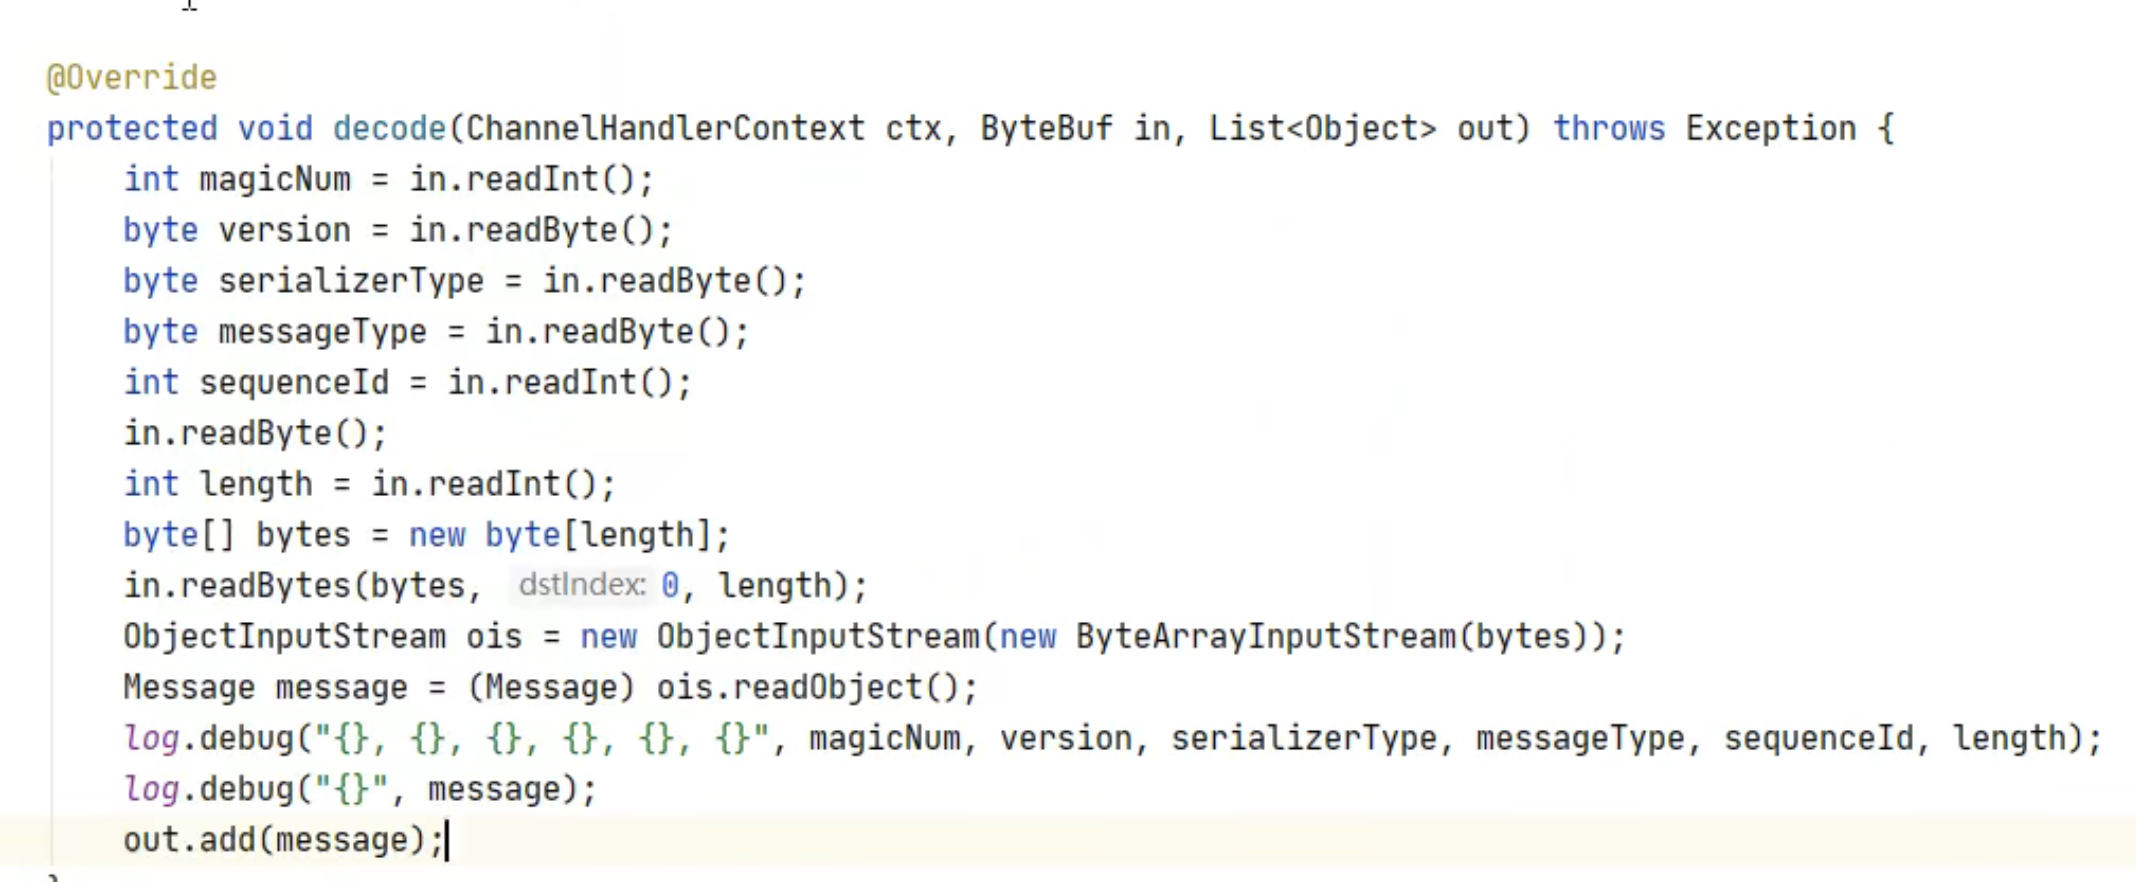 @Override
protected void decode(ChannelHandlerContext ctx, ByteBuf in, List<Object> out) throws Exception {
    int magicNum = in.readInt();
    byte version = in.readByte();
    byte serializerType = in.readByte();
    byte messageType = in.readByte();
    int sequenceId = in.readInt();
    in.readByte();
    int length = in.readInt();
    byte[] bytes = new byte[length];
    in.readBytes(bytes, dstIndex: 0, length);
    ObjectInputStream ois = new ObjectInputStream(new ByteArrayInputStream(bytes));
    Message message = (Message) ois.readObject();
    log.debug("{}, {}, {}, {}, {}, {}", magicNum, version, serializerType, messageType, sequenceId, length);
    log.debug("{}", message);
    out.add(message);
}